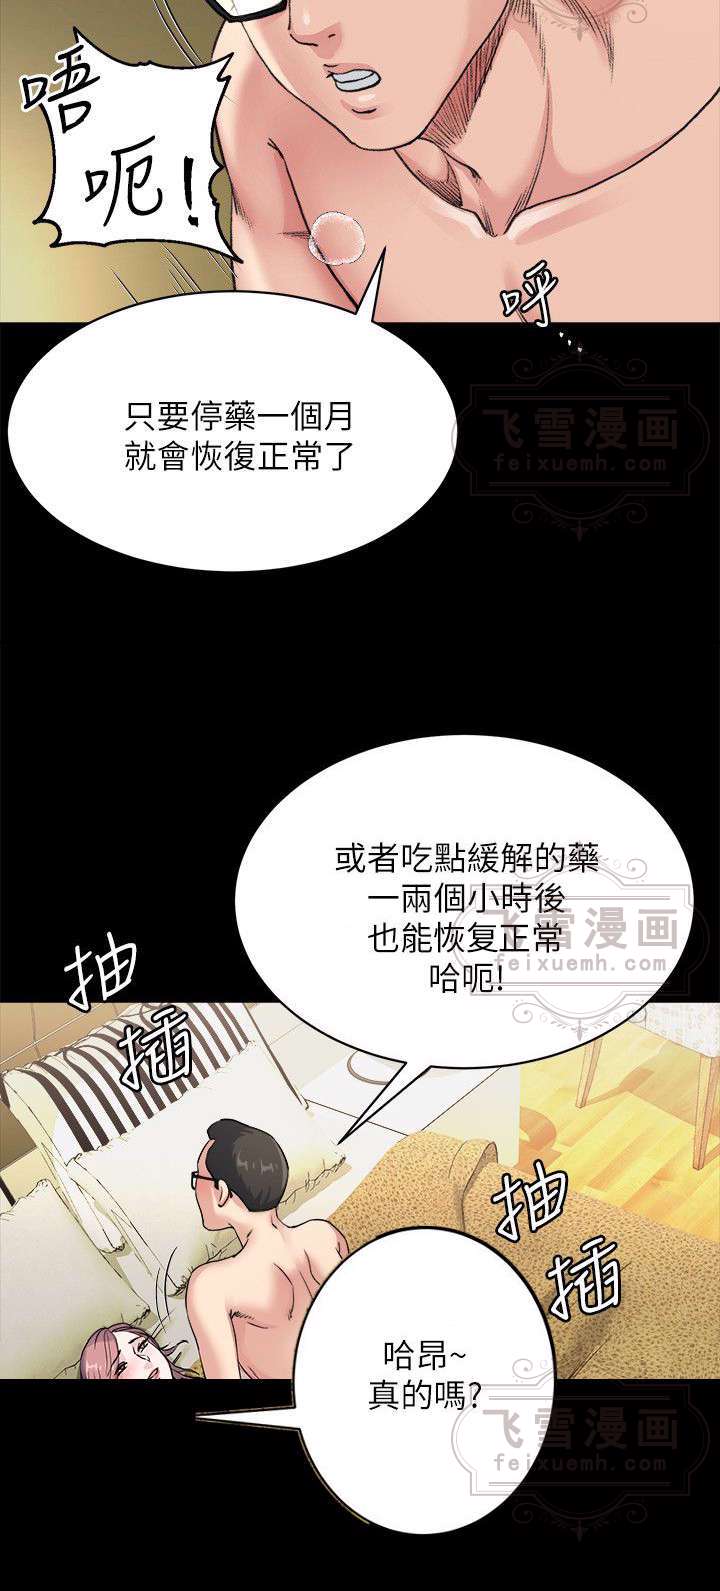 唔
呃!
呼
…
只要停藥一個月
就會恢復正常了
飞雪漫画
feixuemh.com
或者吃點緩解的藥
一兩個小時後
也能恢复正常
哈呃!
飞雪漫画
feixuemh.com
抽
插
抽
插
哈昂~
真的嗎?
飞雪漫画
feixuemh.com